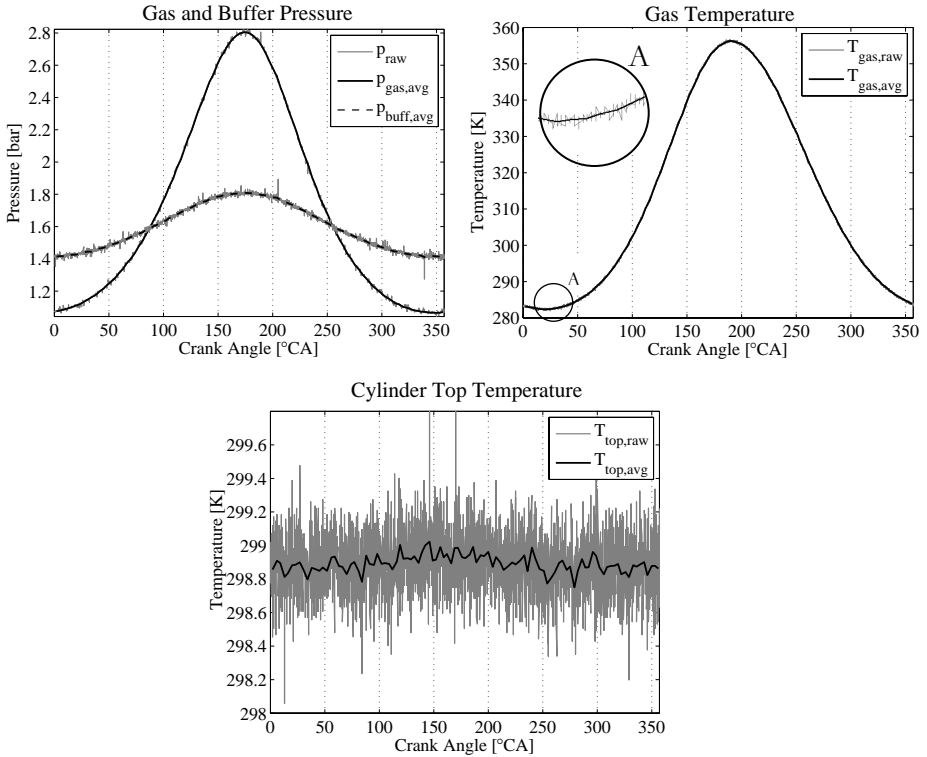 Gas and Buffer Pressure
Pressure [bar]
2.8
2.6
2.4
2.2
2
1.8
1.6
1.4
1.2
0 50 100 150 200 250 300 350
Crank Angle [°CA]
p_raw
p_gas,avg
p_buff,avg
Gas Temperature
Temperature [K]
360
350
340
330
320
310
300
290
280
0 50 100 150 200 250 300 350
Crank Angle [°CA]
T_gas,raw
T_gas,avg
A
A
Cylinder Top Temperature
Temperature [K]
299.6
299.4
299.2
299
298.8
298.6
298.4
298.2
298
0 50 100 150 200 250 300 350
Crank Angle [°CA]
T_top,raw
T_top,avg